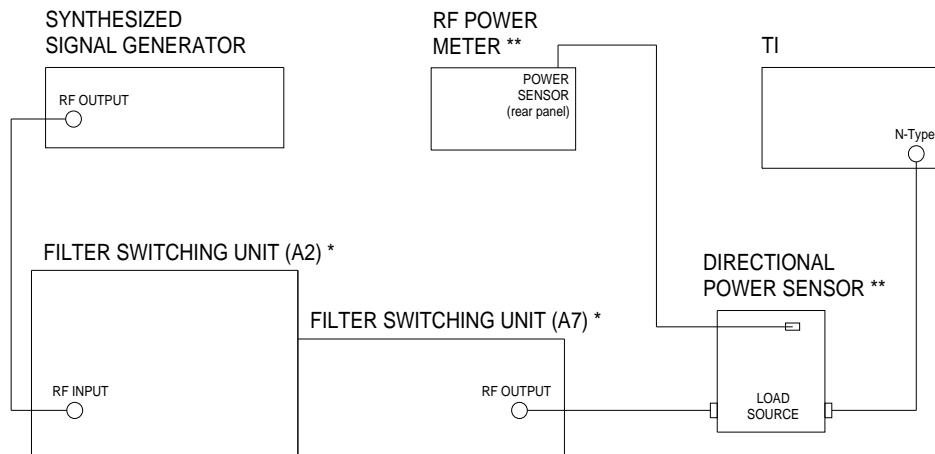 SYNTHESIZED
SIGNAL GENERATOR
RF OUTPUT
RF POWER
METER **
POWER
SENSOR
(rear panel)
TI
N-Type
FILTER SWITCHING UNIT (A2) *
RF INPUT
FILTER SWITCHING UNIT (A7) *
RF OUTPUT
DIRECTIONAL
POWER SENSOR **
LOAD
SOURCE